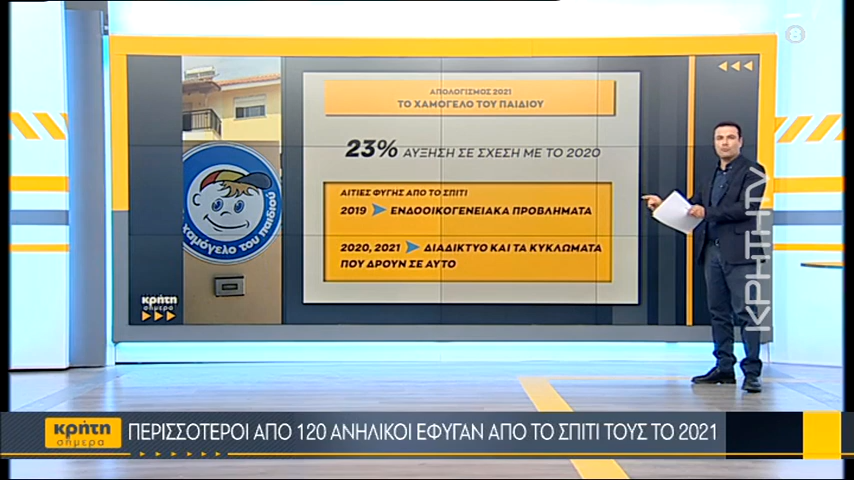 8
ΑΠΟΛΟΓΙΣΜΟΣ 2021
ΤΟ ΧΑΜΟΓΕΛΟ ΤΟΥ ΠΑΙΔΙΟΥ
23% ΑΥΞΗΣΗ ΣΕ ΣΧΕΣΗ ΜΕ ΤΟ 2020
ΑΙΤΙΕΣ ΦΥΓΗΣ ΑΠΟ ΤΟ ΣΠΙΤΙ
2019 ➤ ΕΝΔΟΟΙΚΟΓΕΝΕΙΑΚΑ ΠΡΟΒΛΗΜΑΤΑ
2020, 2021 ➤ ΔΙΑΔΙΚΤΥΟ ΚΑΙ ΤΑ ΚΥΚΛΩΜΑΤΑ
ΠΟΥ ΔΡΟΥΝ ΣΕ ΑΥΤΟ
χαμόγελο του παιδιού
κρήτη
σήμερα
ΚΡΗΤΗ TV
κρήτη
σήμερα
ΠΕΡΙΣΣΟΤΕΡΟΙ ΑΠΟ 120 ΑΝΗΛΙΚΟΙ ΕΦΥΓΑΝ ΑΠΟ ΤΟ ΣΠΙΤΙ ΤΟΥΣ ΤΟ 2021